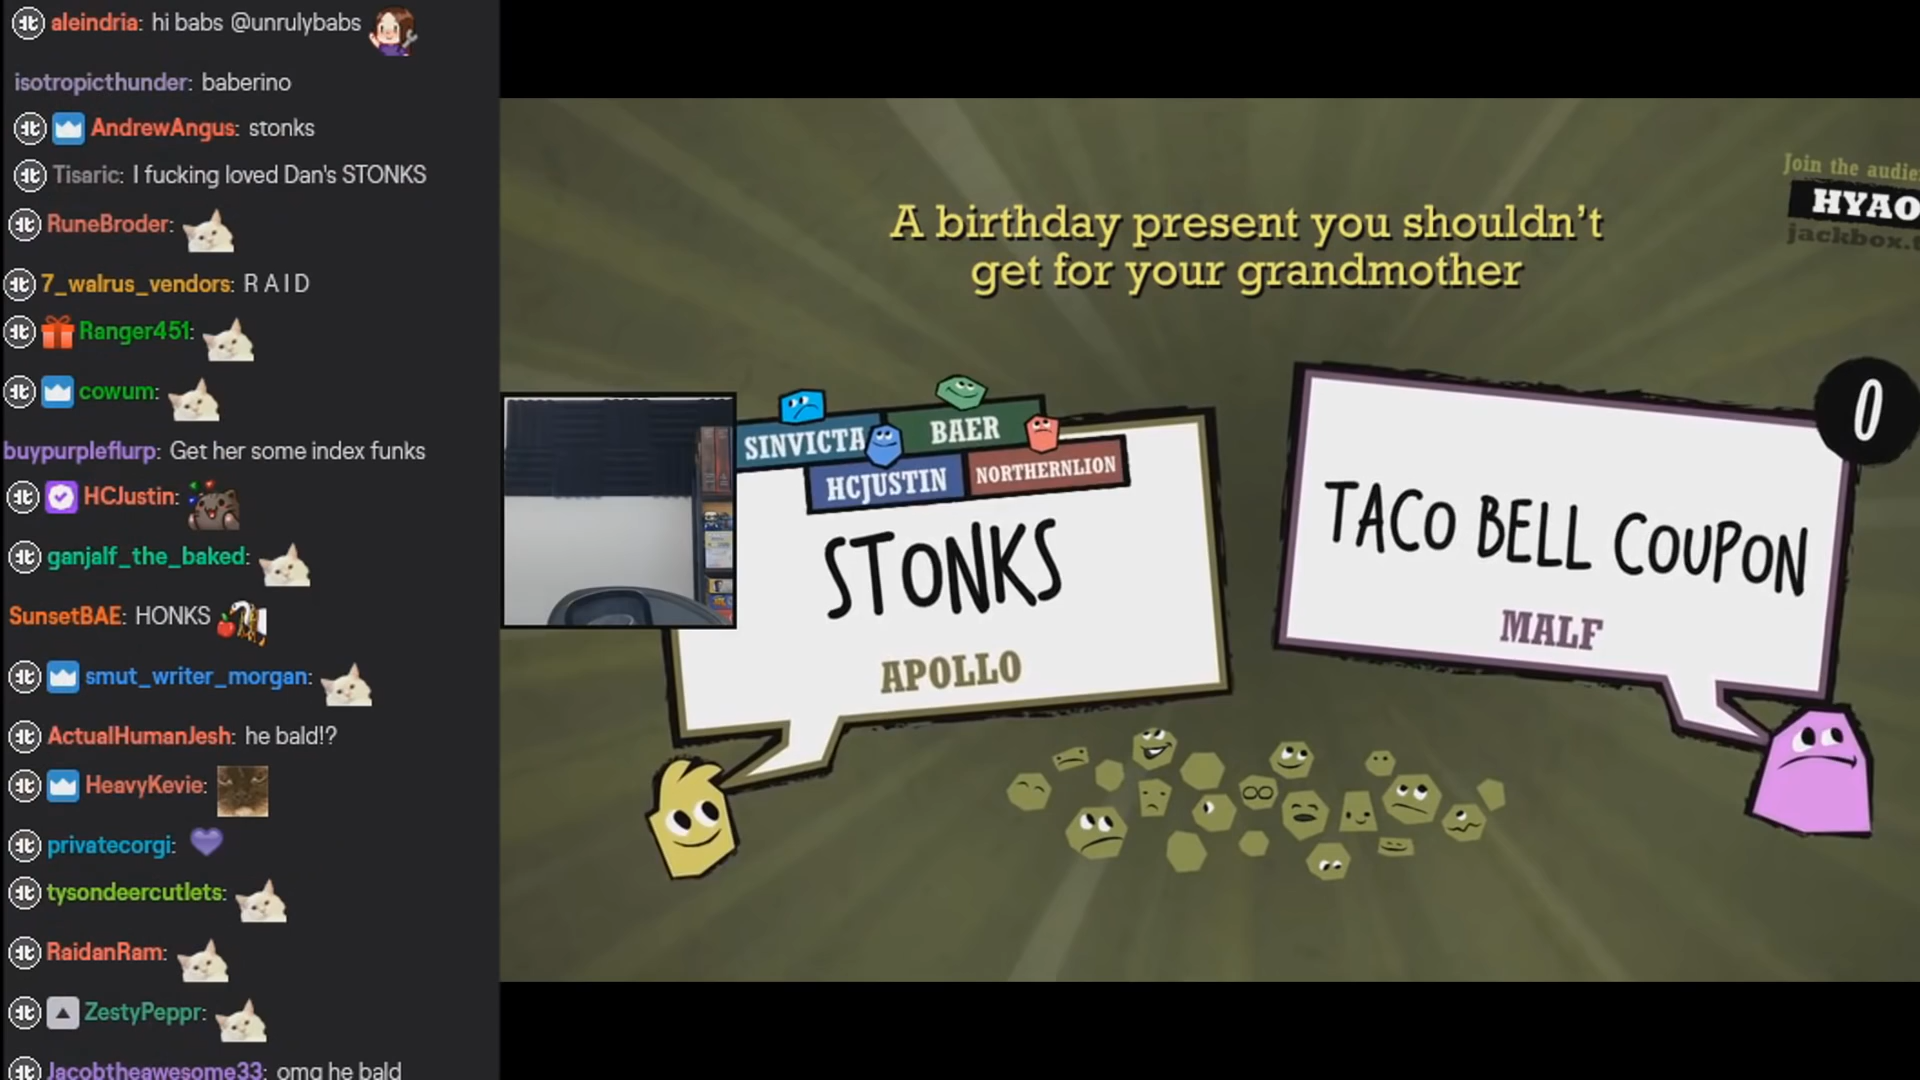 aleindria: hi babs @unrulybabs
isotropicthunder: baberino
AndrewAngus: stonks
Tisaric: I fucking loved Dan's STONKS
RuneBroder:
7_walrus_vendors: R A I D
Ranger451:
cowum:
buypurpleflurp: Get her some index funks
HCJustin:
ganjalf_the_baked:
SunsetBAE: HONKS
smut_writer_morgan:
ActualHumanJesh: he bald!?
HeavyKevie:
privatecorgi:
tysondeercutlets:
RaidanRam:
ZestyPeppr:
Jacobtheawesome33: omg he bald
Join the audie
HYAO
jackbox.t
A birthday present you shouldn't
get for your grandmother
SINVICTA
BAER
HCJUSTIN
NORTHERNLION
STONKS
APOLLO
0
TACO BELL COUPON
MALF